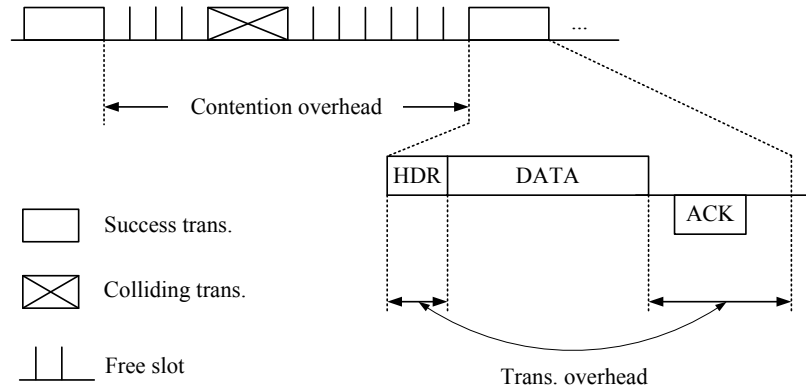 ...
Contention overhead
HDR
DATA
ACK
Success trans.
Colliding trans.
Free slot
Trans. overhead